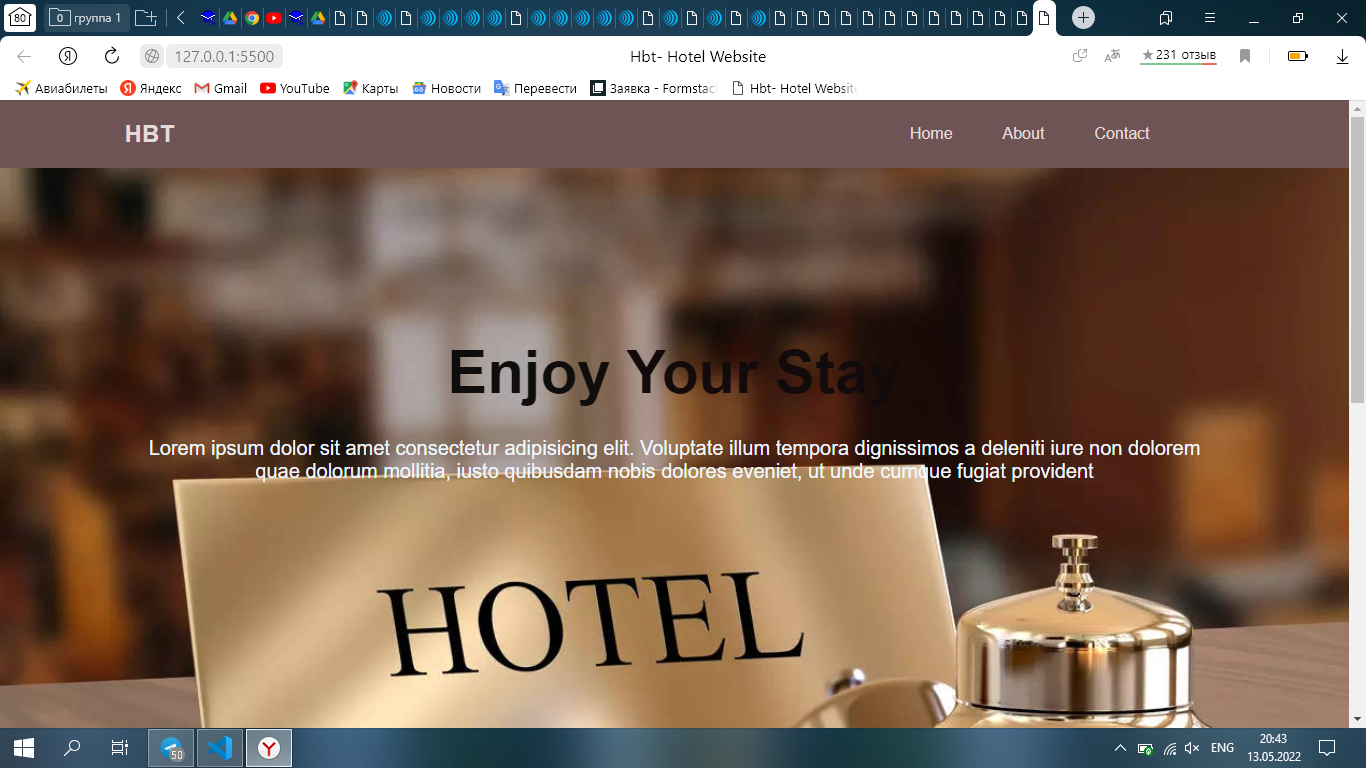 80
0 группа 1
127.0.0.1:5500
Hbt- Hotel Website
231 отзыв
Авиабилеты
Яндекс
Gmail
YouTube
Карты
Новости
Перевести
Заявка - Formstac
Hbt- Hotel Website
HBT
Home
About
Contact
Enjoy Your Stay
Lorem ipsum dolor sit amet consectetur adipisicing elit. Voluptate illum tempora dignissimos a deleniti iure non dolorem
quae dolorum mollitia, iusto quibusdam nobis dolores eveniet, ut unde cumque fugiat provident
HOTEL
50
ENG
20:43
13.05.2022